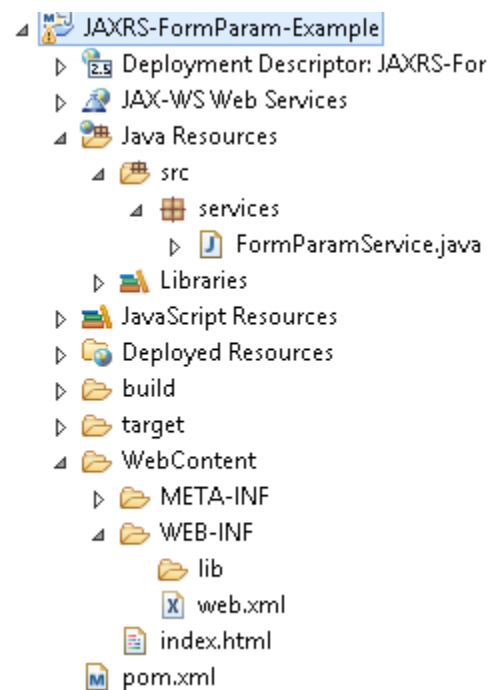 JAXRS-FormParam-Example
Deployment Descriptor: JAXRS-For
JAX-WS Web Services
Java Resources
src
services
FormParamService.java
Libraries
JavaScript Resources
Deployed Resources
build
target
WebContent
META-INF
WEB-INF
lib
web.xml
index.html
pom.xml